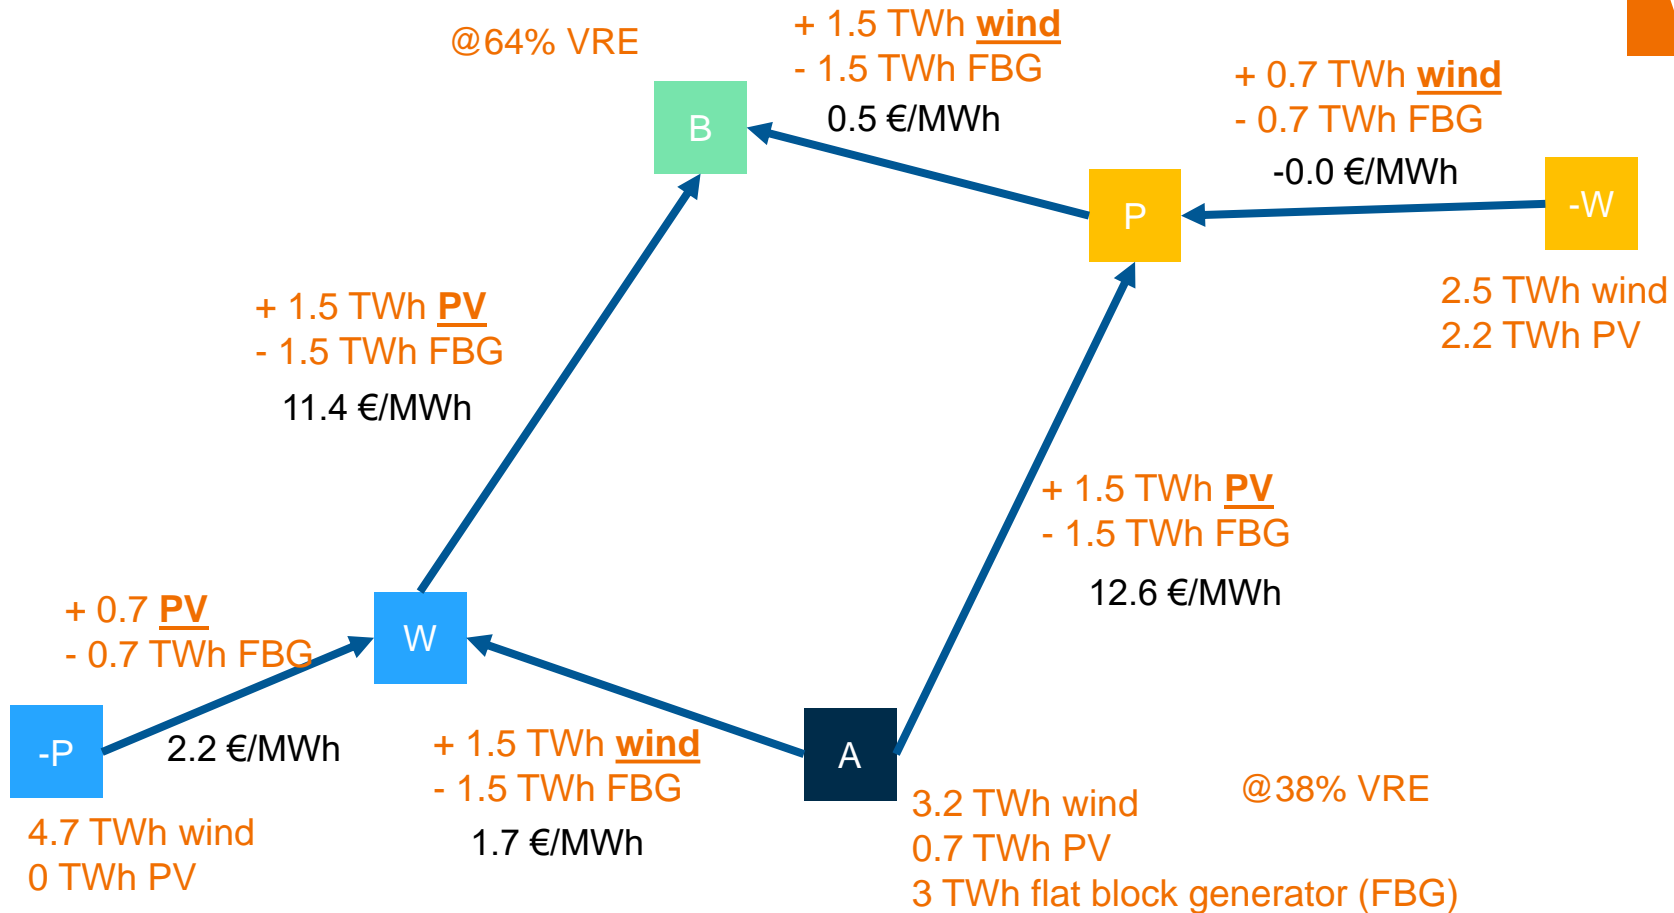 @64% VRE
+ 1.5 TWh wind
- 1.5 TWh FBG
0.5 €/MWh
+ 0.7 TWh wind
- 0.7 TWh FBG
-0.0 €/MWh
B
P
-W
2.5 TWh wind
2.2 TWh PV
+ 1.5 TWh PV
- 1.5 TWh FBG
11.4 €/MWh
+ 1.5 TWh PV
- 1.5 TWh FBG
12.6 €/MWh
+ 0.7 PV
- 0.7 TWh FBG
W
-P
2.2 €/MWh
4.7 TWh wind
0 TWh PV
+ 1.5 TWh wind
- 1.5 TWh FBG
1.7 €/MWh
A
@38% VRE
3.2 TWh wind
0.7 TWh PV
3 TWh flat block generator (FBG)